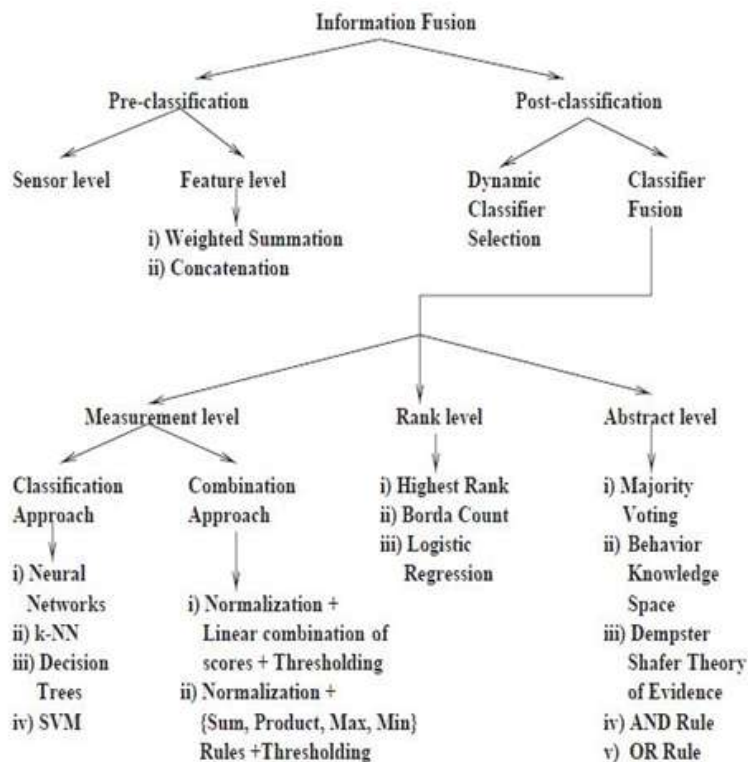 Information Fusion
Pre-classification
Post-classification
Sensor level
Feature level
Dynamic
Classifier
Selection
Classifier
Fusion
i) Weighted Summation
ii) Concatenation
Measurement level
Rank level
Abstract level
Classification
Approach
Combination
Approach
i) Highest Rank
ii) Borda Count
iii) Logistic
Regression
i) Majority
Voting
ii) Behavior
Knowledge
Space
iii) Dempster
Shafer Theory
of Evidence
iv) AND Rule
v) OR Rule
i) Neural
Networks
ii) k-NN
iii) Decision
Trees
iv) SVM
i) Normalization +
Linear combination of
scores + Thresholding
ii) Normalization +
{Sum, Product, Max, Min}
Rules +Thresholding